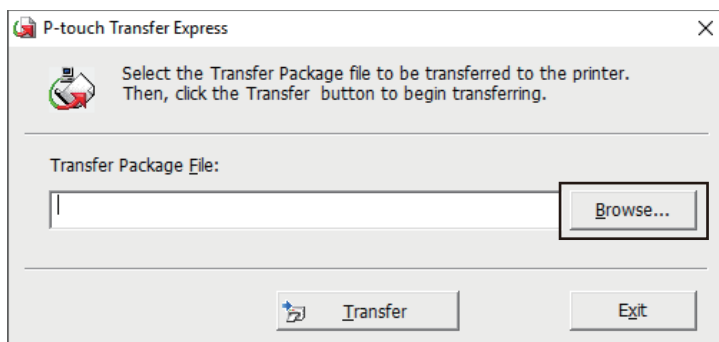 P-touch Transfer Express
Select the Transfer Package file to be transferred to the printer.
Then, click the Transfer button to begin transferring.
Transfer Package File:
Browse...
Transfer
Exit